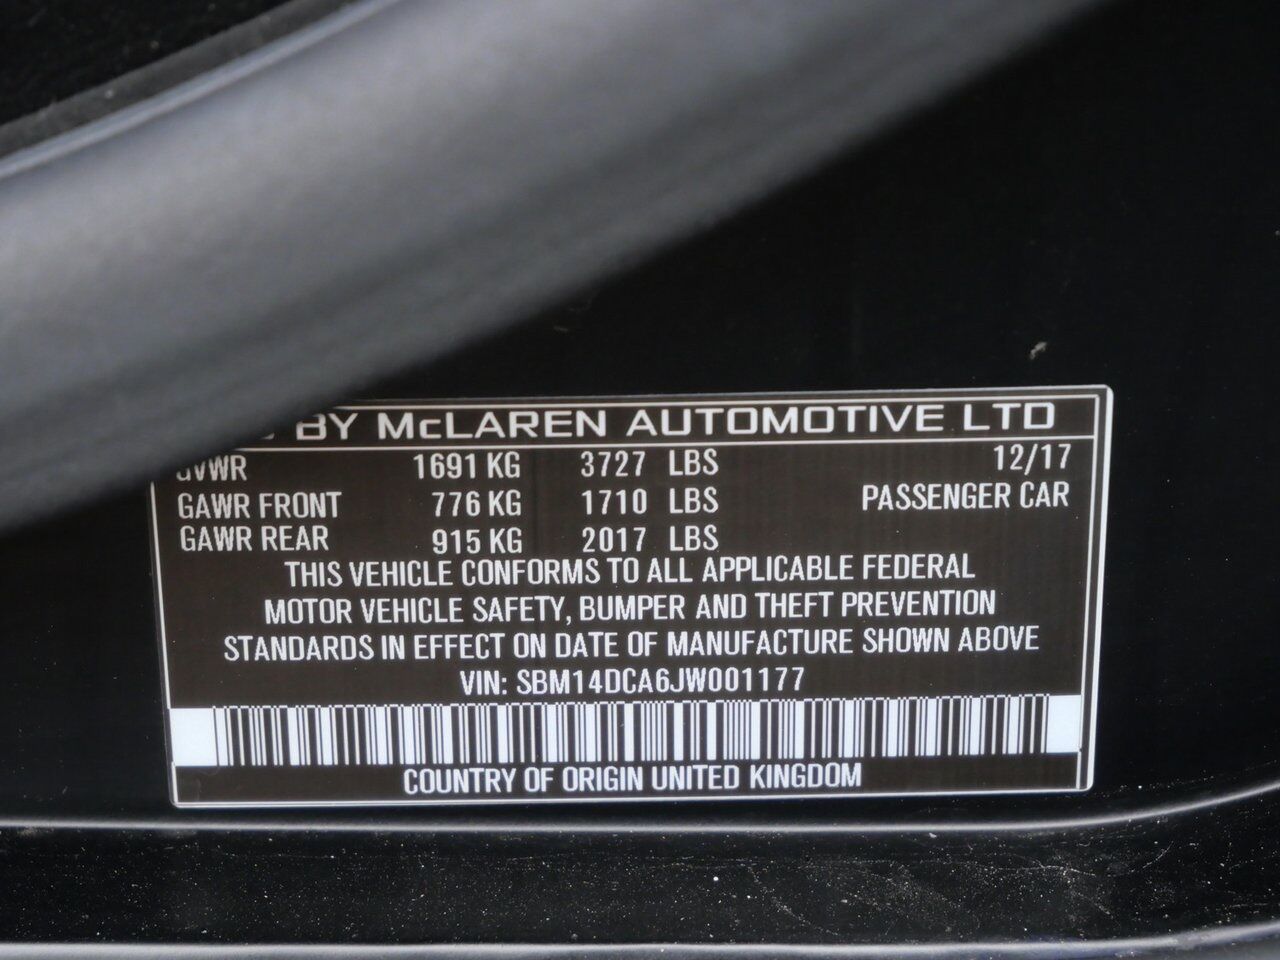 BY McLAREN AUTOMOTIVE LTD
GVWR 1691 KG 3727 LBS 12/17
GAWR FRONT 776 KG 1710 LBS PASSENGER CAR
GAWR REAR 915 KG 2017 LBS
THIS VEHICLE CONFORMS TO ALL APPLICABLE FEDERAL
MOTOR VEHICLE SAFETY, BUMPER AND THEFT PREVENTION
STANDARDS IN EFFECT ON DATE OF MANUFACTURE SHOWN ABOVE
VIN: SBM14DCA6JW001177
COUNTRY OF ORIGIN UNITED KINGDOM